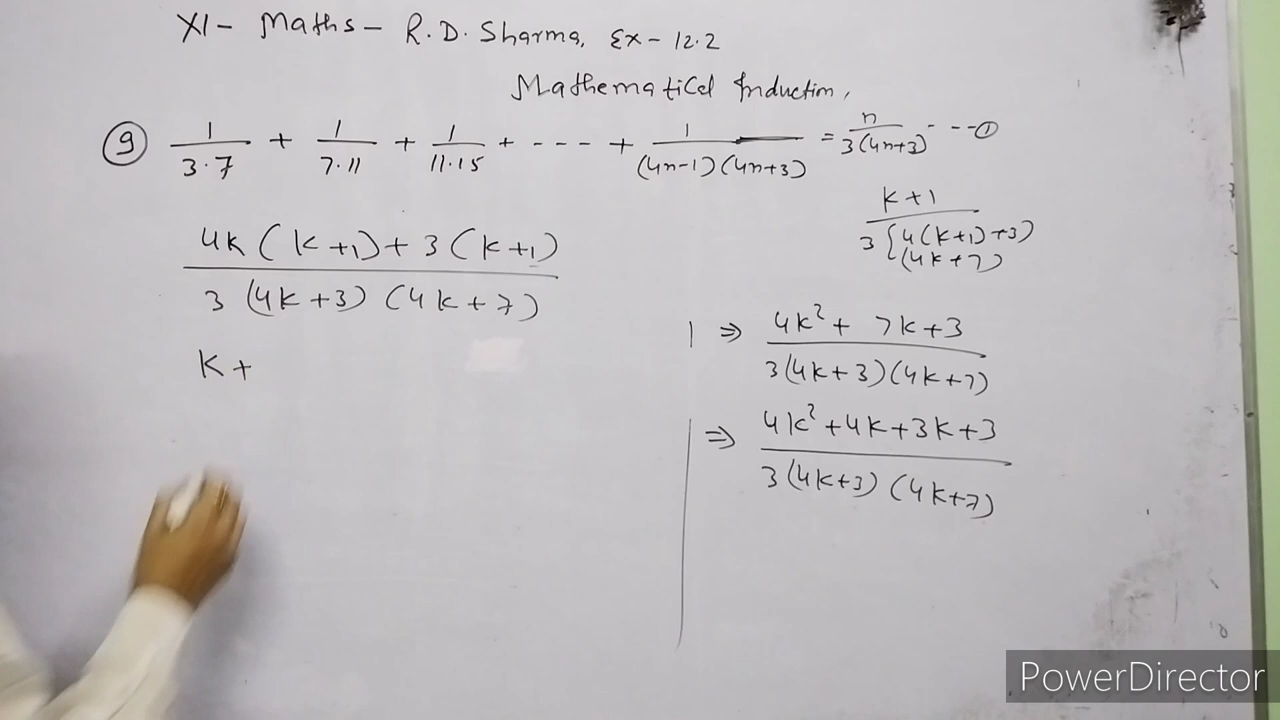 XI- Maths- R.D. Sharma, Ex- 12.2
Mathematical Induction,
⑨ 1/(3·7) + 1/(7·11) + 1/(11·15) + --- + 1/((4n-1)(4n+3)) = n/(3(4n+3)) ---①
(k+1)/(3{4(k+1)+3)
(4k+7)
(4k(k+1)+3(k+1))/(3(4k+3)(4k+7))
k+
1 ⇒ (4k²+7k+3)/(3(4k+3)(4k+7))
⇒ (4k²+4k+3k+3)/(3(4k+3)(4k+7))
PowerDirector